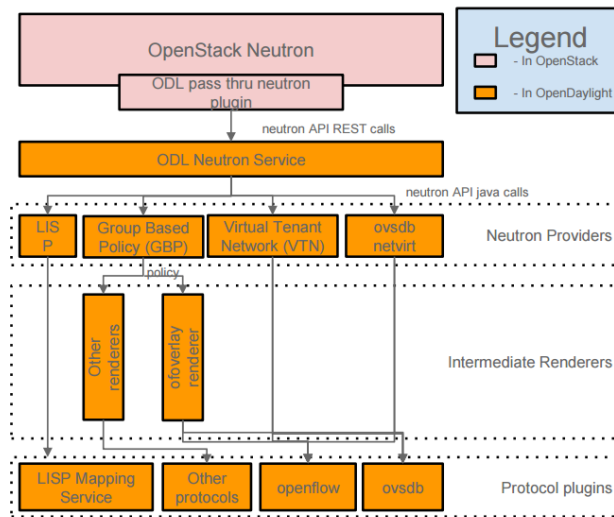 OpenStack Neutron
ODL pass thru neutron
plugin
Legend
- In OpenStack
- In OpenDaylight
neutron API REST calls
ODL Neutron Service
neutron API java calls
LIS
P
Group Based
Policy (GBP)
Virtual Tenant
Network (VTN)
ovsdb
netvirt
Neutron Providers
policy
Other
renderers
ofoverlay
renderer
Intermediate Renderers
LISP Mapping
Service
Other
protocols
openflow
ovsdb
Protocol plugins